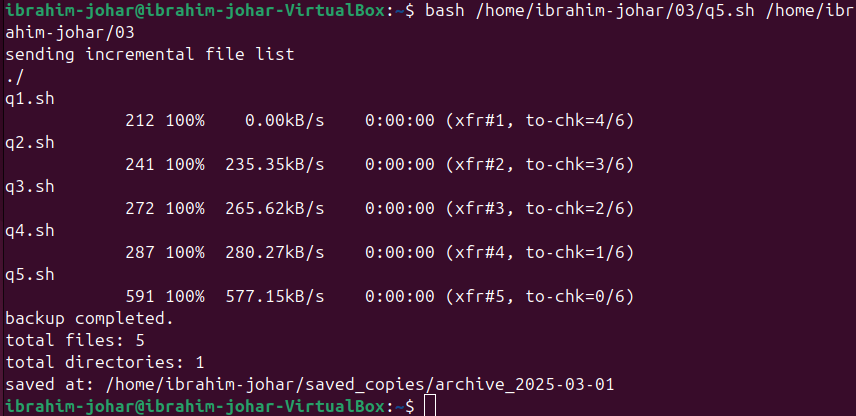 ibrahim-johar@ibrahim-johar-VirtualBox:~$ bash /home/ibrahim-johar/03/q5.sh /home/ibr
ahim-johar/03
sending incremental file list
./
q1.sh
            212 100%    0.00kB/s    0:00:00 (xfr#1, to-chk=4/6)
q2.sh
            241 100%  235.35kB/s    0:00:00 (xfr#2, to-chk=3/6)
q3.sh
            272 100%  265.62kB/s    0:00:00 (xfr#3, to-chk=2/6)
q4.sh
            287 100%  280.27kB/s    0:00:00 (xfr#4, to-chk=1/6)
q5.sh
            591 100%  577.15kB/s    0:00:00 (xfr#5, to-chk=0/6)
backup completed.
total files: 5
total directories: 1
saved at: /home/ibrahim-johar/saved_copies/archive_2025-03-01
ibrahim-johar@ibrahim-johar-VirtualBox:~$